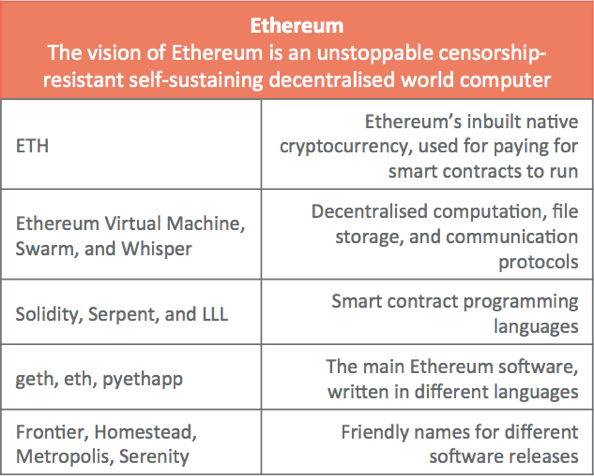 Ethereum
The vision of Ethereum is an unstoppable censorship-
resistant self-sustaining decentralised world computer
ETH
Ethereum’s inbuilt native
cryptocurrency, used for paying for
smart contracts to run
Ethereum Virtual Machine,
Swarm, and Whisper
Decentralised computation, file
storage, and communication
protocols
Solidity, Serpent, and LLL
Smart contract programming
languages
geth, eth, pyethapp
The main Ethereum software,
written in different languages
Frontier, Homestead,
Metropolis, Serenity
Friendly names for different
software releases